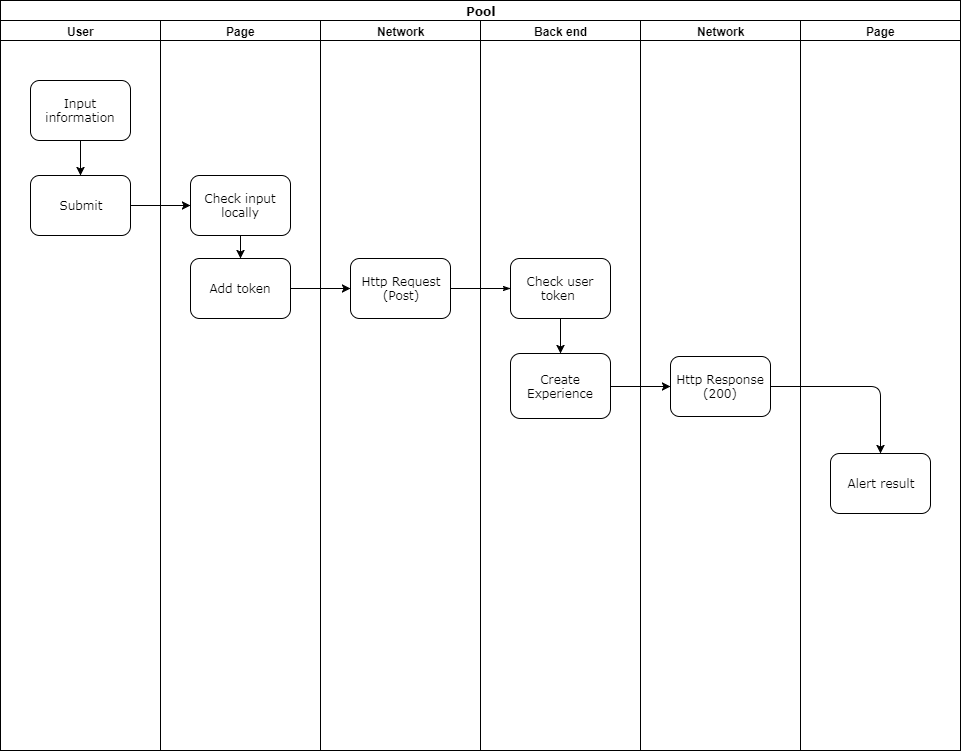 Pool
User
Page
Network
Back end
Network
Page
Input
information
Submit
Check input
locally
Add token
Http Request
(Post)
Check user
token
Create
Experience
Http Response
(200)
Alert result